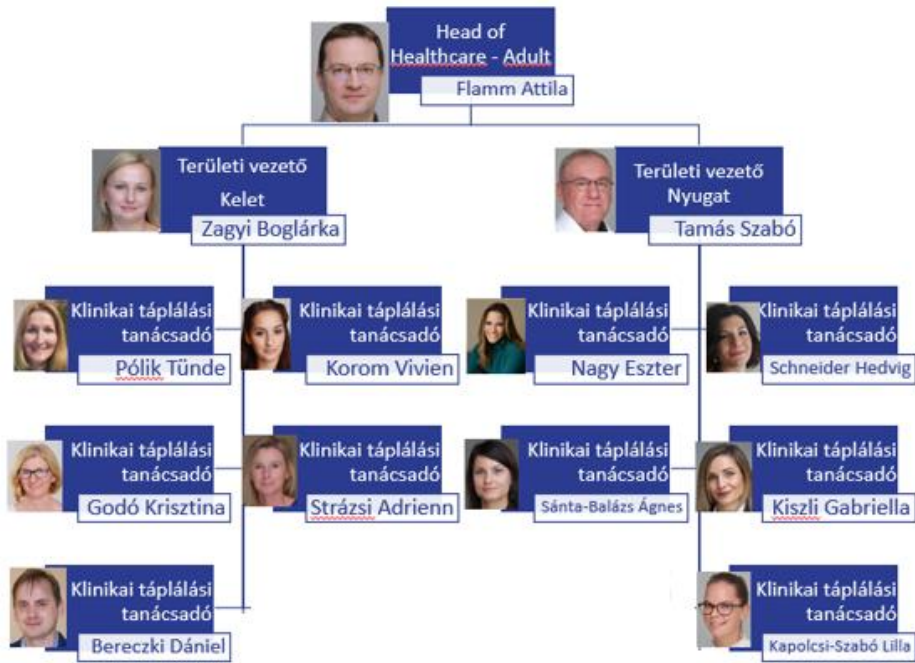 Head of
Healthcare - Adult
Flamm Attila
Területi vezető
Kelet
Zagyi Boglárka
Területi vezető
Nyugat
Tamás Szabó
Klinikai táplálási
tanácsadó
Pólik Tünde
Klinikai táplálási
tanácsadó
Korom Vivien
Klinikai táplálási
tanácsadó
Nagy Eszter
Klinikai táplálási
tanácsadó
Schneider Hedvig
Klinikai táplálási
tanácsadó
Godó Krisztina
Klinikai táplálási
tanácsadó
Strázsi Adrienn
Klinikai táplálási
tanácsadó
Sánta-Balázs Ágnes
Klinikai táplálási
tanácsadó
Kiszli Gabriella
Klinikai táplálási
tanácsadó
Bereczki Dániel
Klinikai táplálási
tanácsadó
Kapolcsi-Szabó Lilla